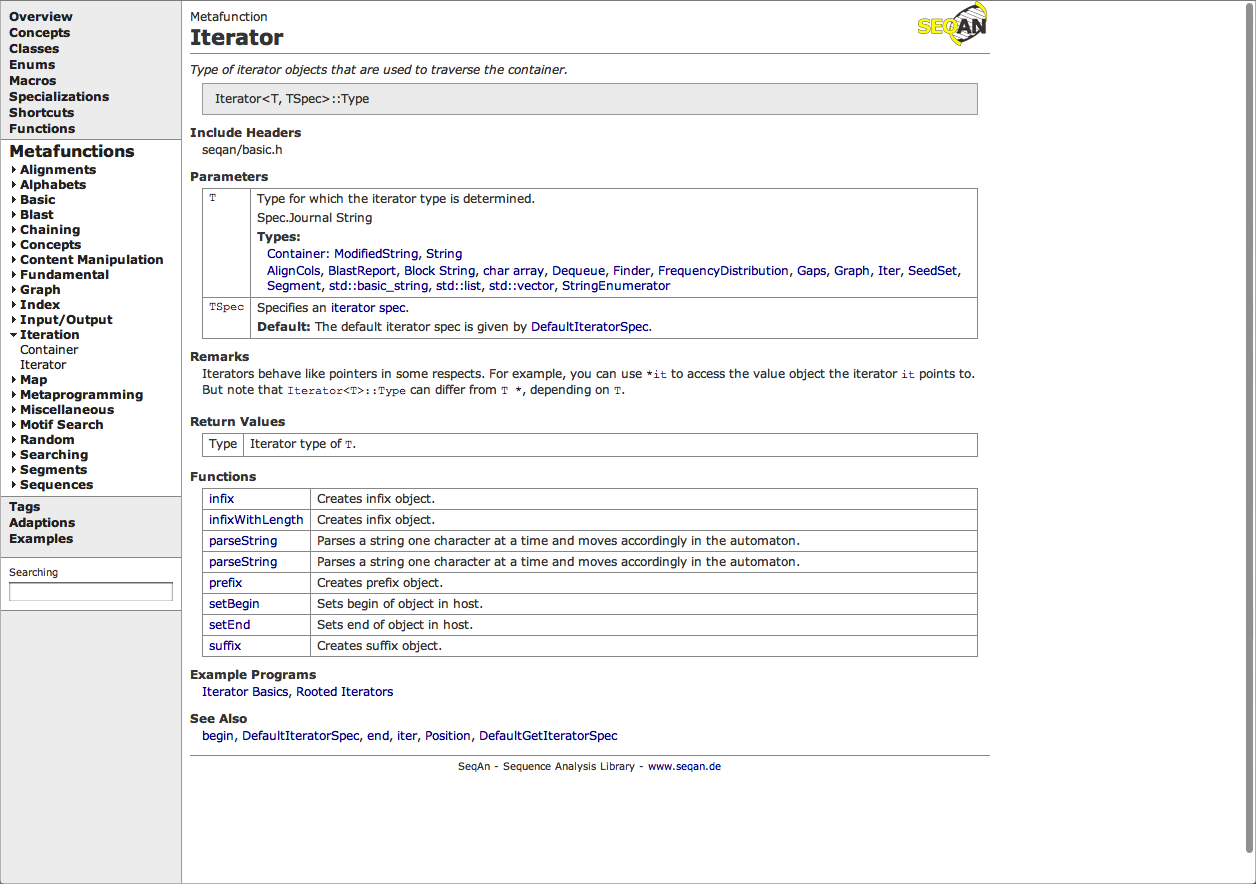 Overview
Concepts
Classes
Enums
Macros
Specializations
Shortcuts
Functions
Metafunctions
Alignments
Alphabets
Basic
Blast
Chaining
Concepts
Content Manipulation
Fundamental
Graph
Index
Input/Output
Iteration
Container
Iterator
Map
Metaprogramming
Miscellaneous
Motif Search
Random
Searching
Segments
Sequences
Tags
Adaptions
Examples
Searching
Metafunction
Iterator
SEQAN
Type of iterator objects that are used to traverse the container.
Iterator<T, TSpec>::Type
Include Headers
seqan/basic.h
Parameters
T Type for which the iterator type is determined.
Spec.Journal String
Types:
Container: ModifiedString, String
AlignCols, BlastReport, Block String, char array, Dequeue, Finder, FrequencyDistribution, Gaps, Graph, Iter, SeedSet,
Segment, std::basic_string, std::list, std::vector, StringEnumerator
TSpec Specifies an iterator spec.
Default: The default iterator spec is given by DefaultIteratorSpec.
Remarks
Iterators behave like pointers in some respects. For example, you can use *it to access the value object the iterator it points to.
But note that Iterator<T>::Type can differ from T *, depending on T.
Return Values
Type Iterator type of T.
Functions
infix Creates infix object.
infixWithLength Creates infix object.
parseString Parses a string one character at a time and moves accordingly in the automaton.
parseString Parses a string one character at a time and moves accordingly in the automaton.
prefix Creates prefix object.
setBegin Sets begin of object in host.
setEnd Sets end of object in host.
suffix Creates suffix object.
Example Programs
Iterator Basics, Rooted Iterators
See Also
begin, DefaultIteratorSpec, end, iter, Position, DefaultGetIteratorSpec
SeqAn - Sequence Analysis Library - www.seqan.de